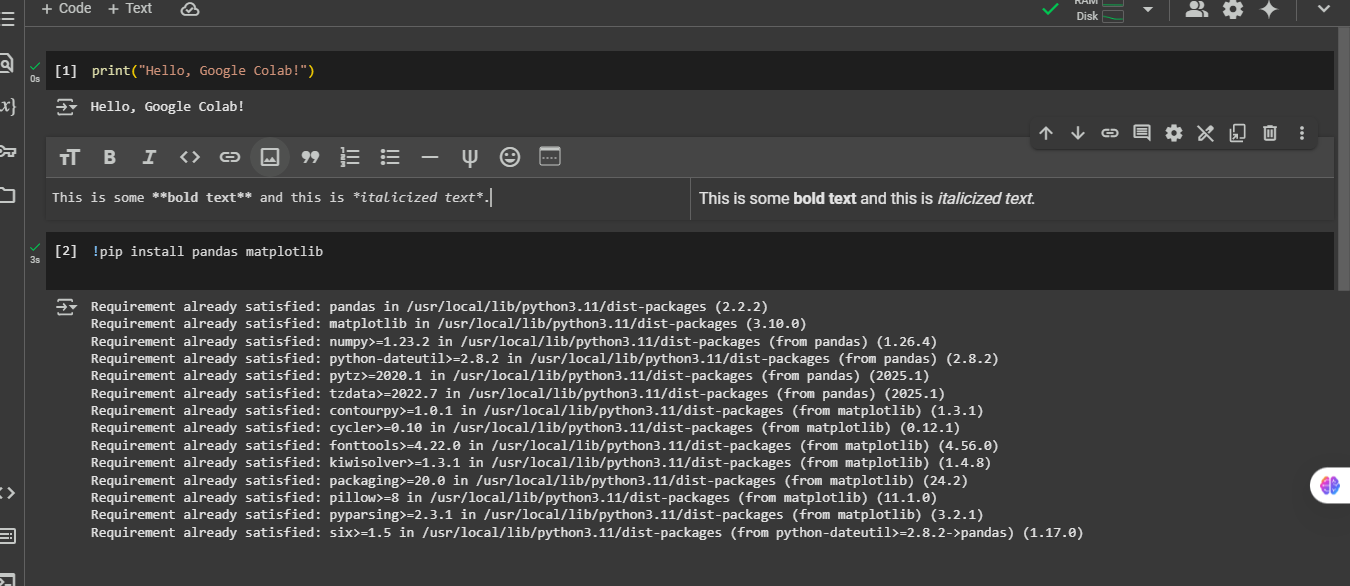 + Code + Text
RAM
Disk
0s
[1] print("Hello, Google Colab!")
Hello, Google Colab!
This is some **bold text** and this is *italicized text*.
This is some bold text and this is italicized text.
3s
[2] !pip install pandas matplotlib
Requirement already satisfied: pandas in /usr/local/lib/python3.11/dist-packages (2.2.2)
Requirement already satisfied: matplotlib in /usr/local/lib/python3.11/dist-packages (3.10.0)
Requirement already satisfied: numpy>=1.23.2 in /usr/local/lib/python3.11/dist-packages (from pandas) (1.26.4)
Requirement already satisfied: python-dateutil>=2.8.2 in /usr/local/lib/python3.11/dist-packages (from pandas) (2.8.2)
Requirement already satisfied: pytz>=2020.1 in /usr/local/lib/python3.11/dist-packages (from pandas) (2025.1)
Requirement already satisfied: tzdata>=2022.7 in /usr/local/lib/python3.11/dist-packages (from pandas) (2025.1)
Requirement already satisfied: contourpy>=1.0.1 in /usr/local/lib/python3.11/dist-packages (from matplotlib) (1.3.1)
Requirement already satisfied: cycler>=0.10 in /usr/local/lib/python3.11/dist-packages (from matplotlib) (0.12.1)
Requirement already satisfied: fonttools>=4.22.0 in /usr/local/lib/python3.11/dist-packages (from matplotlib) (4.56.0)
Requirement already satisfied: kiwisolver>=1.3.1 in /usr/local/lib/python3.11/dist-packages (from matplotlib) (1.4.8)
Requirement already satisfied: packaging>=20.0 in /usr/local/lib/python3.11/dist-packages (from matplotlib) (24.2)
Requirement already satisfied: pillow>=8 in /usr/local/lib/python3.11/dist-packages (from matplotlib) (11.1.0)
Requirement already satisfied: pyparsing>=2.3.1 in /usr/local/lib/python3.11/dist-packages (from matplotlib) (3.2.1)
Requirement already satisfied: six>=1.5 in /usr/local/lib/python3.11/dist-packages (from python-dateutil>=2.8.2->pandas) (1.17.0)